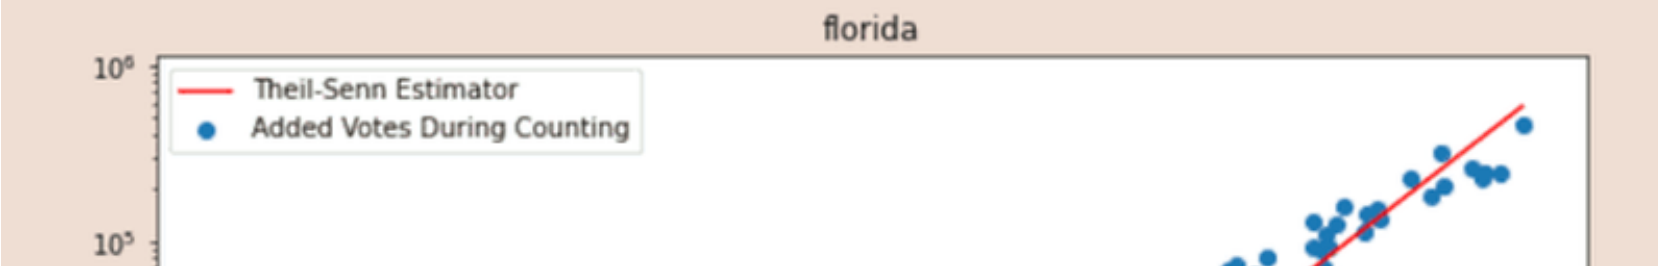 florida
10⁶
Theil-Senn Estimator
Added Votes During Counting
10⁵